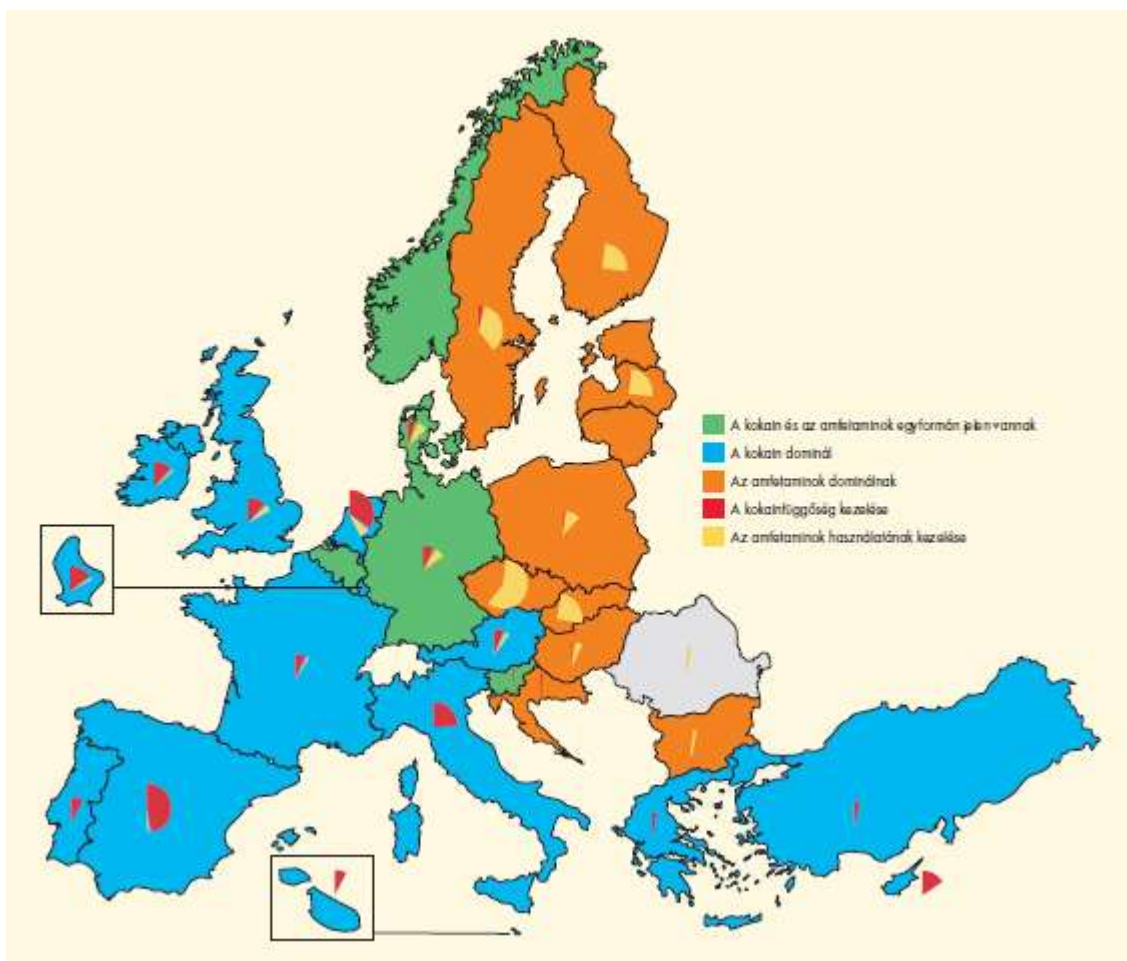 A kokain és az amfetaminok egyformán jelen vannak
A kokain dominál
Az amfetaminok dominálnak
A kokainfüggőség kezelése
Az amfetaminok használatának kezelése